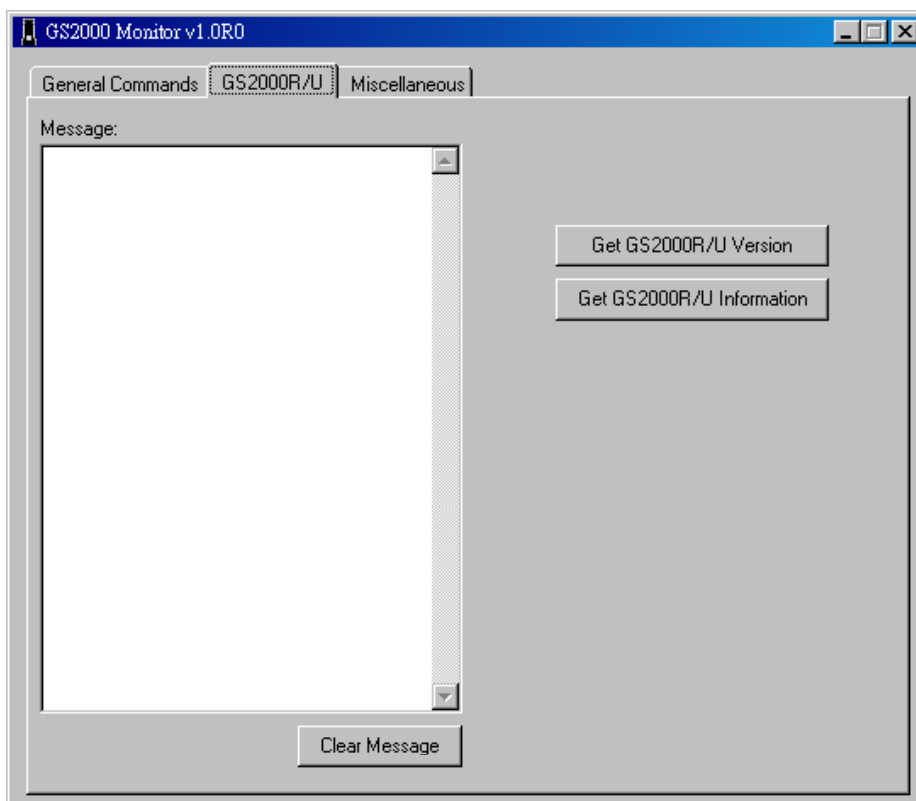 GS2000 Monitor v1.0R0
General Commands GS2000R/U Miscellaneous
Message:
Get GS2000R/U Version
Get GS2000R/U Information
Clear Message